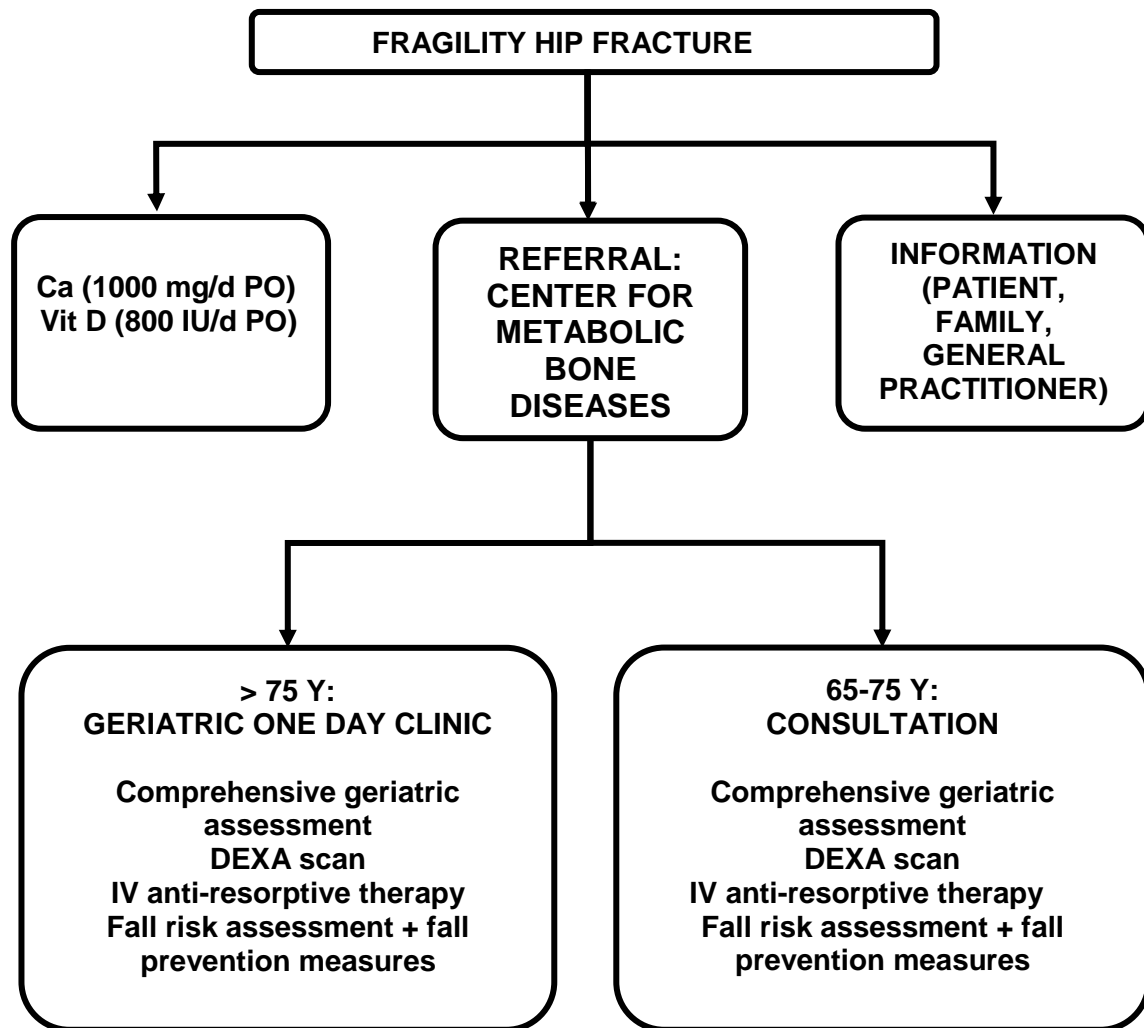 FRAGILITY HIP FRACTURE
Ca (1000 mg/d PO)
Vit D (800 IU/d PO)
REFERRAL:
CENTER FOR
METABOLIC
BONE
DISEASES
INFORMATION
(PATIENT,
FAMILY,
GENERAL
PRACTITIONER)
> 75 Y:
GERIATRIC ONE DAY CLINIC
Comprehensive geriatric
assessment
DEXA scan
IV anti-resorptive therapy
Fall risk assessment + fall
prevention measures
65-75 Y:
CONSULTATION
Comprehensive geriatric
assessment
DEXA scan
IV anti-resorptive therapy
Fall risk assessment + fall
prevention measures